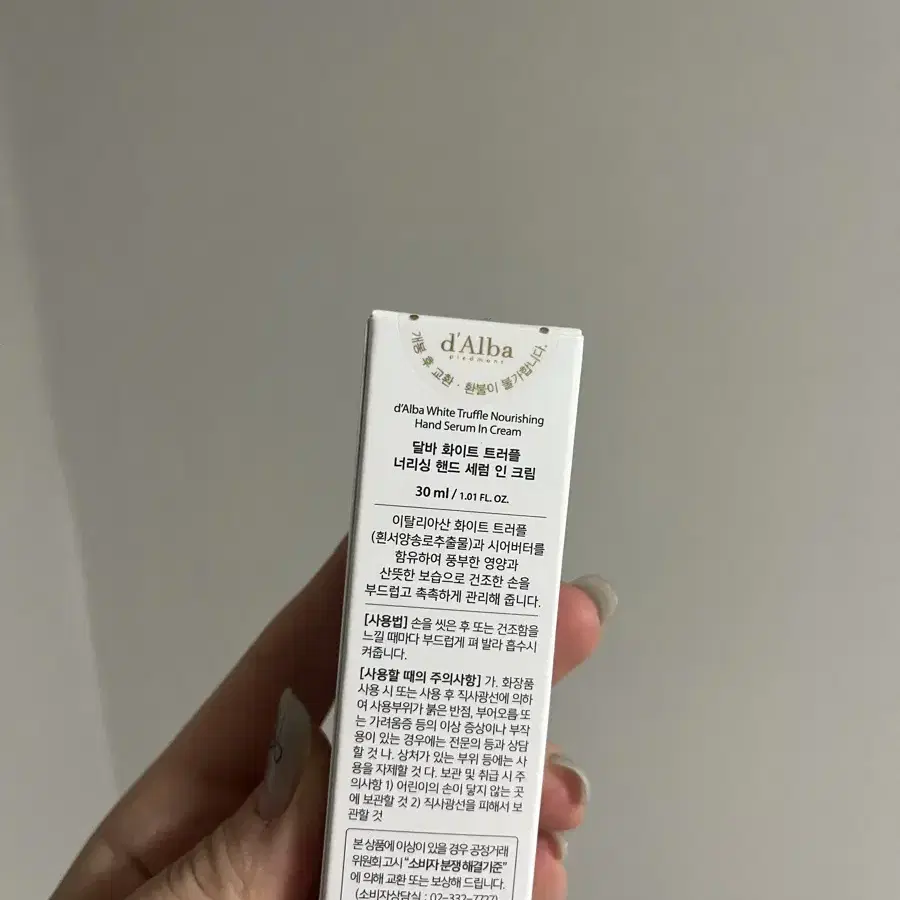 d'Alba
piedmont
개봉 후 교환 · 환불이 불가합니다.
d'Alba White Truffle Nourishing
Hand Serum In Cream
달바 화이트 트러플
너리싱 핸드 세럼 인 크림
30 ml / 1.01 FL. OZ.
이탈리아산 화이트 트러플
(흰서양송로추출물)과 시어버터를
함유하여 풍부한 영양과
산뜻한 보습으로 건조한 손을
부드럽고 촉촉하게 관리해 줍니다.
[사용법] 손을 씻은 후 또는 건조함을
느낄 때마다 부드럽게 펴 발라 흡수시
켜줍니다.
[사용할 때의 주의사항] 가. 화장품
사용 시 또는 사용 후 직사광선에 의하
여 사용부위가 붉은 반점, 부어오름 또
는 가려움증 등의 이상 증상이나 부작
용이 있는 경우에는 전문의 등과 상담
할 것 나. 상처가 있는 부위 등에는 사
용을 자제할 것 다. 보관 및 취급 시 주
의사항 1) 어린이의 손이 닿지 않는 곳
에 보관할 것 2) 직사광선을 피해서 보
관할 것
본 상품에 이상이 있을 경우 공정거래
위원회 고시 "소비자 분쟁 해결기준"
에 의해 교환 또는 보상해 드립니다.
(소비자상담실 : 02-332-7727)